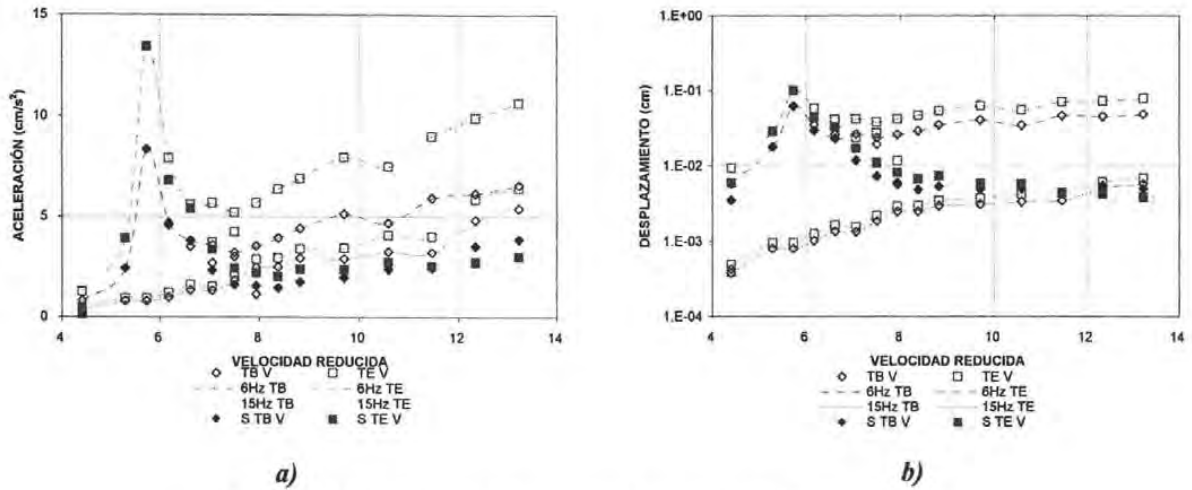 15
10
5
0
ACELERACIÓN (cm/s²)
4 6 8 10 12 14
VELOCIDAD REDUCIDA
TB V TE V
6Hz TB 6Hz TE
15Hz TB 15Hz TE
S TB V S TE V
a)
1.E+00
1.E-01
1.E-02
1.E-03
1.E-04
DESPLAZAMIENTO (cm)
4 6 8 10 12 14
VELOCIDAD REDUCIDA
TB V TE V
6Hz TB 6Hz TE
15Hz TB 15Hz TE
S TB V S TE V
b)